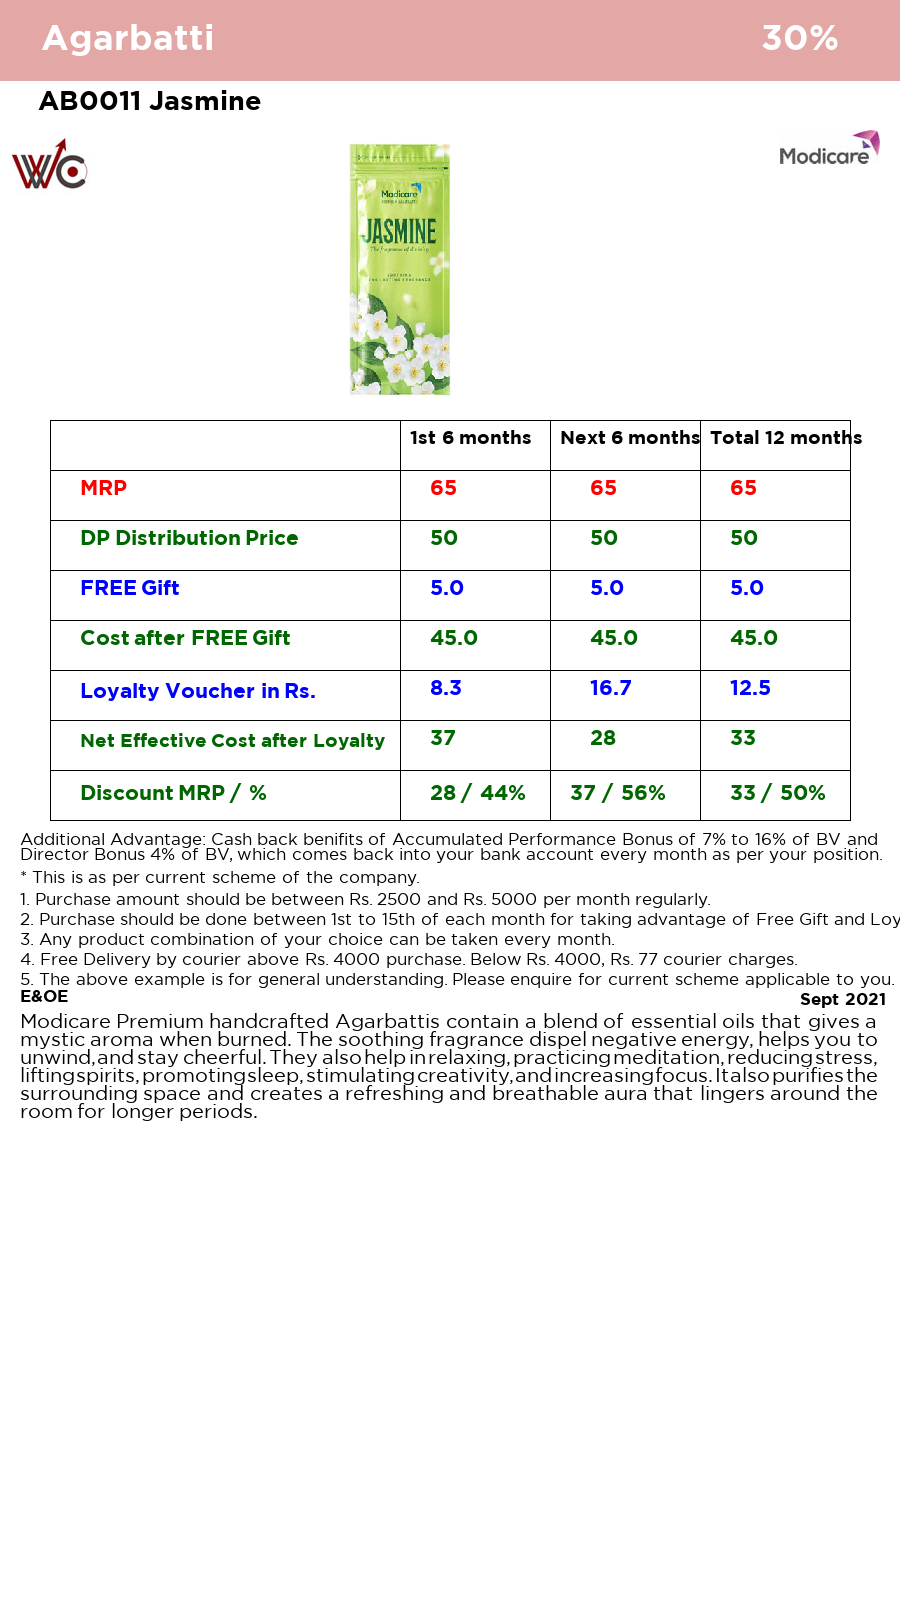 Agarbatti 30%
AB0011 Jasmine
WC
Modicare
Modicare
JASMINE
The fragrance of divinity
1st 6 months Next 6 months Total 12 months
MRP 65 65 65
DP Distribution Price 50 50 50
FREE Gift 5.0 5.0 5.0
Cost after FREE Gift 45.0 45.0 45.0
Loyalty Voucher in Rs. 8.3 16.7 12.5
Net Effective Cost after Loyalty 37 28 33
Discount MRP / % 28 / 44% 37 / 56% 33 / 50%
Additional Advantage: Cash back benifits of Accumulated Performance Bonus of 7% to 16% of BV and
Director Bonus 4% of BV, which comes back into your bank account every month as per your position.
* This is as per current scheme of the company.
1. Purchase amount should be between Rs. 2500 and Rs. 5000 per month regularly.
2. Purchase should be done between 1st to 15th of each month for taking advantage of Free Gift and Loy
3. Any product combination of your choice can be taken every month.
4. Free Delivery by courier above Rs. 4000 purchase. Below Rs. 4000, Rs. 77 courier charges.
5. The above example is for general understanding. Please enquire for current scheme applicable to you.
E&OE Sept 2021
Modicare Premium handcrafted Agarbattis contain a blend of essential oils that gives a
mystic aroma when burned. The soothing fragrance dispel negative energy, helps you to
unwind, and stay cheerful. They also help in relaxing, practicing meditation, reducing stress,
lifting spirits, promoting sleep, stimulating creativity, and increasing focus. It also purifies the
surrounding space and creates a refreshing and breathable aura that lingers around the
room for longer periods.